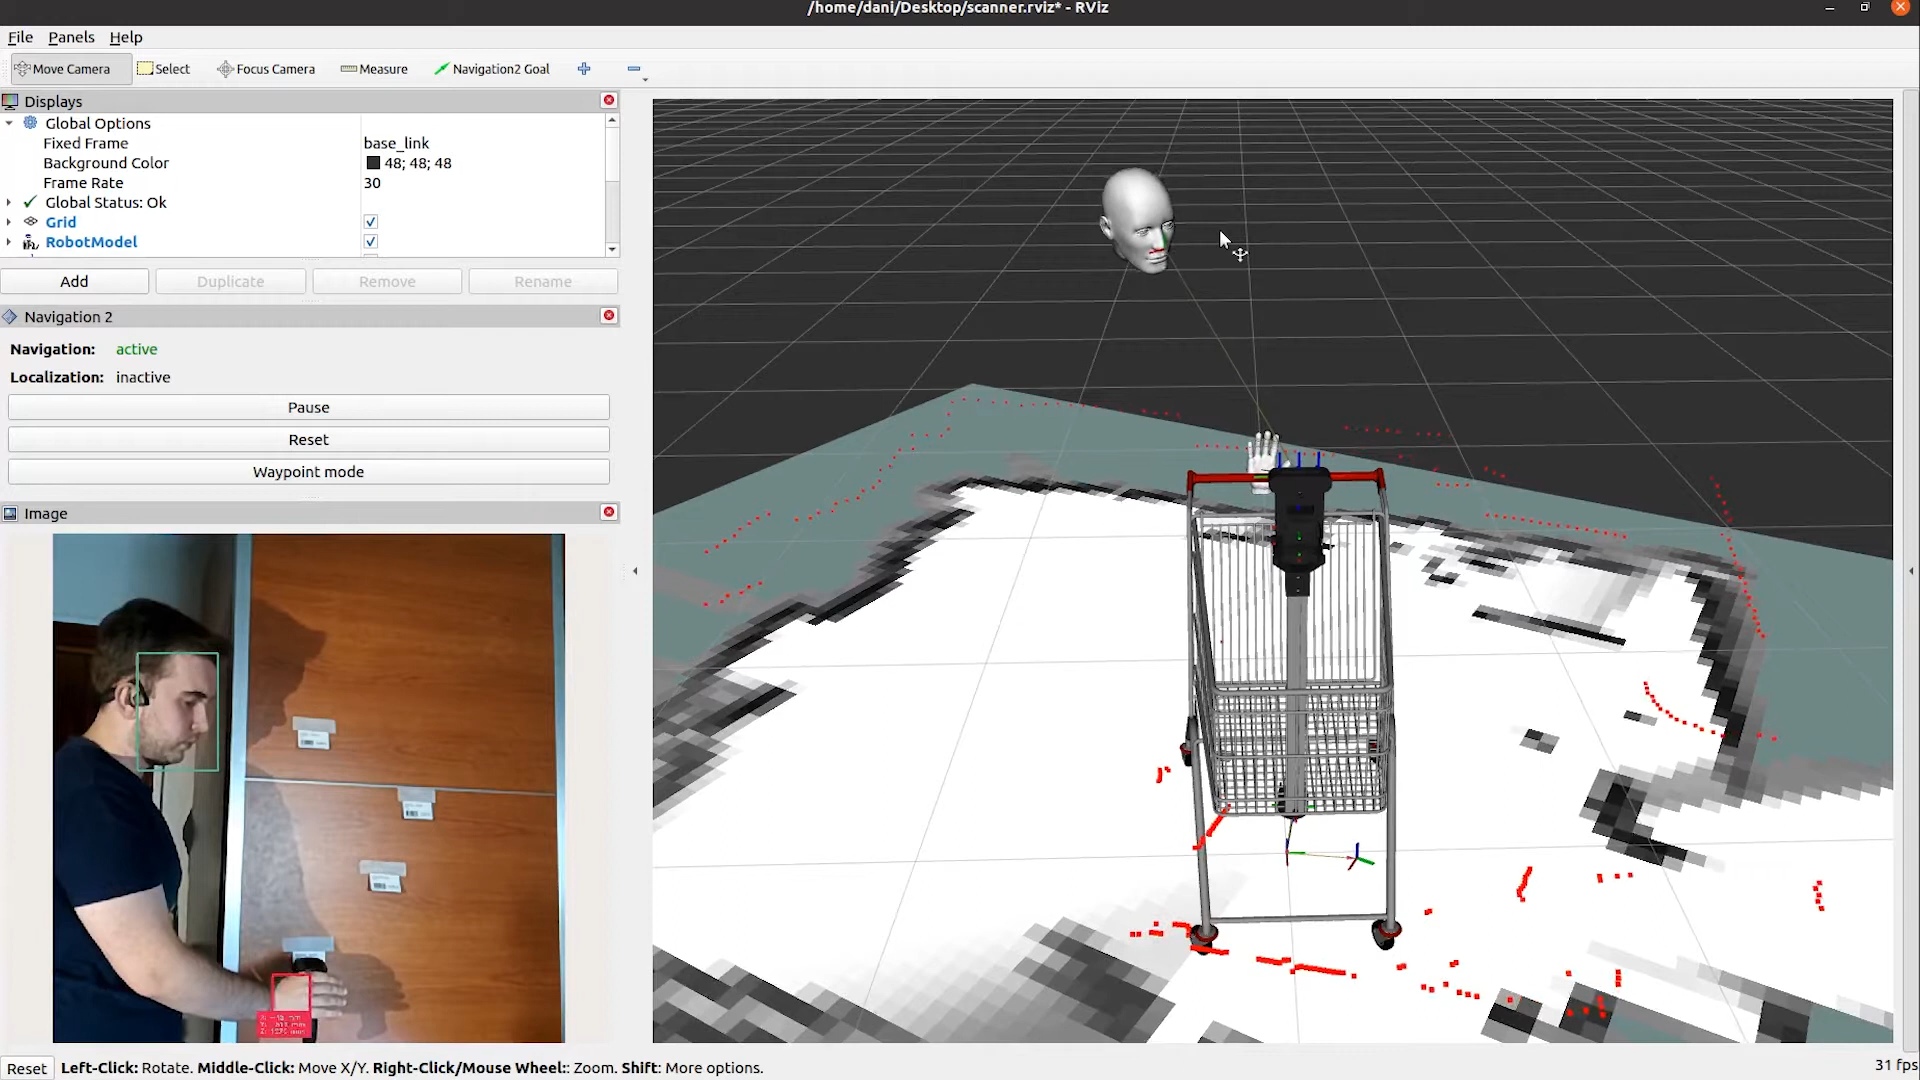 /home/dani/Desktop/scanner.rviz* - RViz
File Panels Help
Move Camera Select Focus Camera Measure Navigation2 Goal
Displays
Global Options
Fixed Frame base_link
Background Color 48; 48; 48
Frame Rate 30
Global Status: Ok
Grid
RobotModel
Add Duplicate Remove Rename
Navigation 2
Navigation: active
Localization: inactive
Pause
Reset
Waypoint mode
Image
Reset Left-Click: Rotate. Middle-Click: Move X/Y. Right-Click/Mouse Wheel:: Zoom. Shift: More options.
31 fps